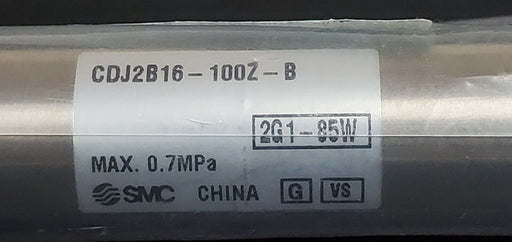 CDJ2B16-100Z-B
2G1-85W
MAX. 0.7MPa
SMC CHINA G VS